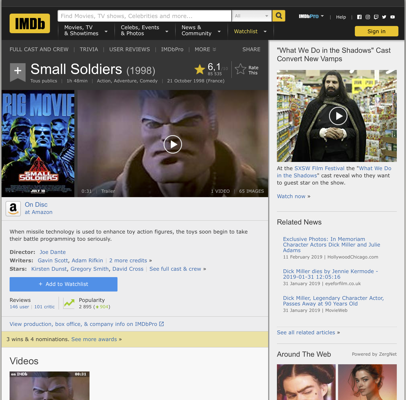 IMDb
Find Movies, TV shows, Celebrities and more...
All
IMDbPro
Help
Movies, TV & Showtimes
Celebs, Events & Photos
News & Community
Watchlist
Sign in
FULL CAST AND CREW | TRIVIA | USER REVIEWS | IMDbPro | MORE
SHARE
Small Soldiers (1998)
6,1
Rate This
Tous publics | 1h 48min | Action, Adventure, Comedy | 21 October 1998 (France)
BIG MOVIE
SMALL SOLDIERS
0:31 Trailer
1 VIDEO | 65 IMAGES
On Disc
at Amazon
When missile technology is used to enhance toy action figures, the toys soon begin to
take their battle programming too seriously.
Director: Joe Dante
Writers: Gavin Scott, Adam Rifkin | 2 more credits »
Stars: Kirsten Dunst, Gregory Smith, David Cross | See full cast & crew »
+ Add to Watchlist
Reviews
146 user | 101 critic
Popularity
View production, box office, & company info on IMDbPro
3 wins & 4 nominations. See more awards »
Videos
"What We Do in the Shadows" Cast
Convert New Vamps
At the SXSW Film Festival the "What We Do
in the Shadows" cast reveal who they
want to guest star on the show.
Watch now »
Related News
Exclusive Photos: In Memoriam
Character Actors Dick Miller and Julie
Adams
11 February 2019 | HollywoodChicago.com
Dick Miller dies by Jennie Kermode -
2019-01-31 12:05:16
31 January 2019 | eyeforfilm.co.uk
Dick Miller, Legendary Character Actor,
Passes Away at 90 Years Old
31 January 2019 | MovieWeb
See all related articles »
Around The Web
Powered by ZergNet